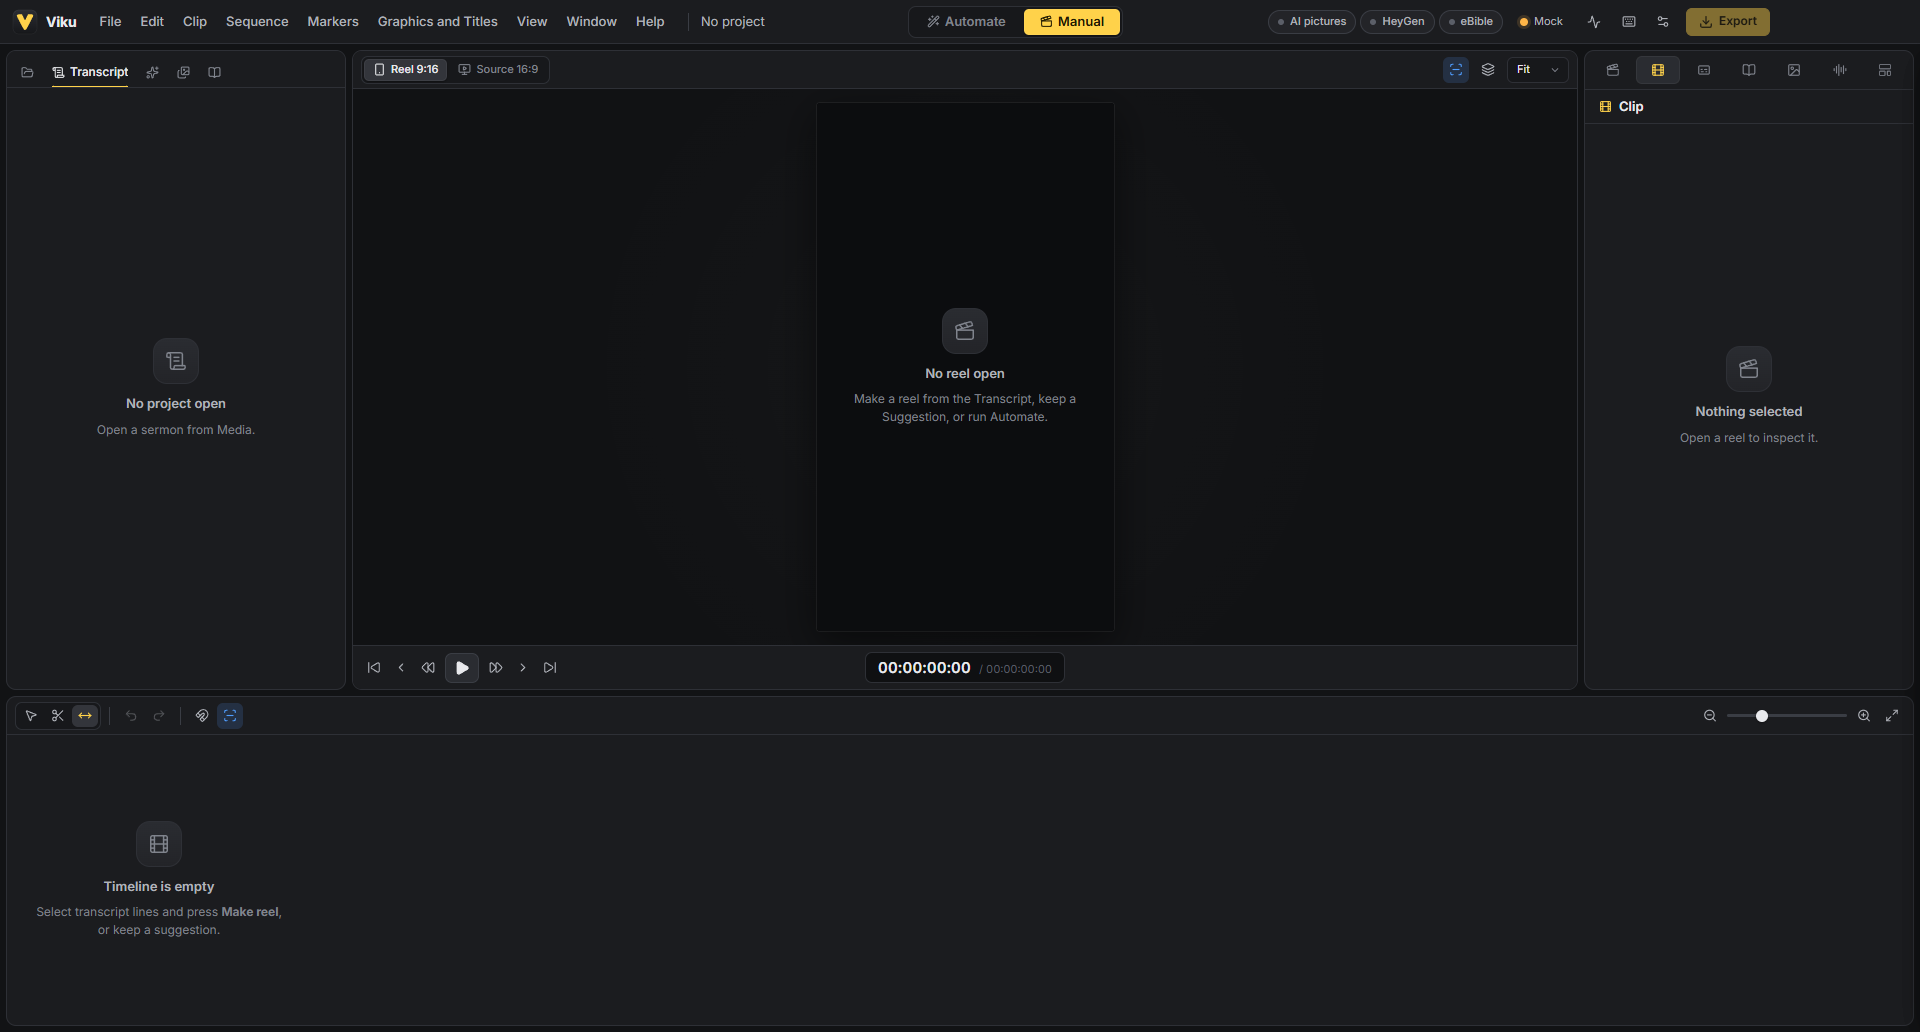 Viku File Edit Clip Sequence Markers Graphics and Titles View Window Help No project Automate Manual AI pictures HeyGen eBible Mock Export
Transcript
Reel 9:16 Source 16:9 Fit
Clip
No project open
Open a sermon from Media.
No reel open
Make a reel from the Transcript, keep a
Suggestion, or run Automate.
Nothing selected
Open a reel to inspect it.
00:00:00:00 / 00:00:00:00
Timeline is empty
Select transcript lines and press Make reel,
or keep a suggestion.